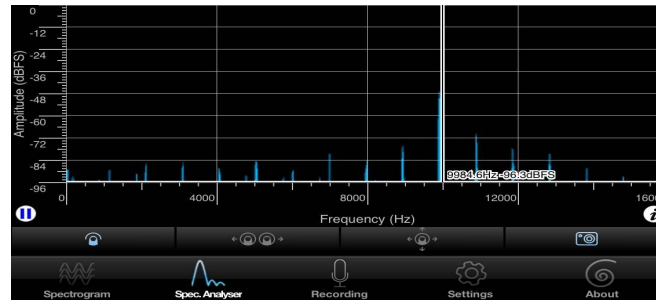 0
-12
-24
-36
-48
-60
-72
-84
-96
Amplitude (dBFS)
9984.6Hz -96.3dBFS
0 4000 8000 12000 1600
Frequency (Hz)
Spectrogram Spec. Analyser Recording Settings About